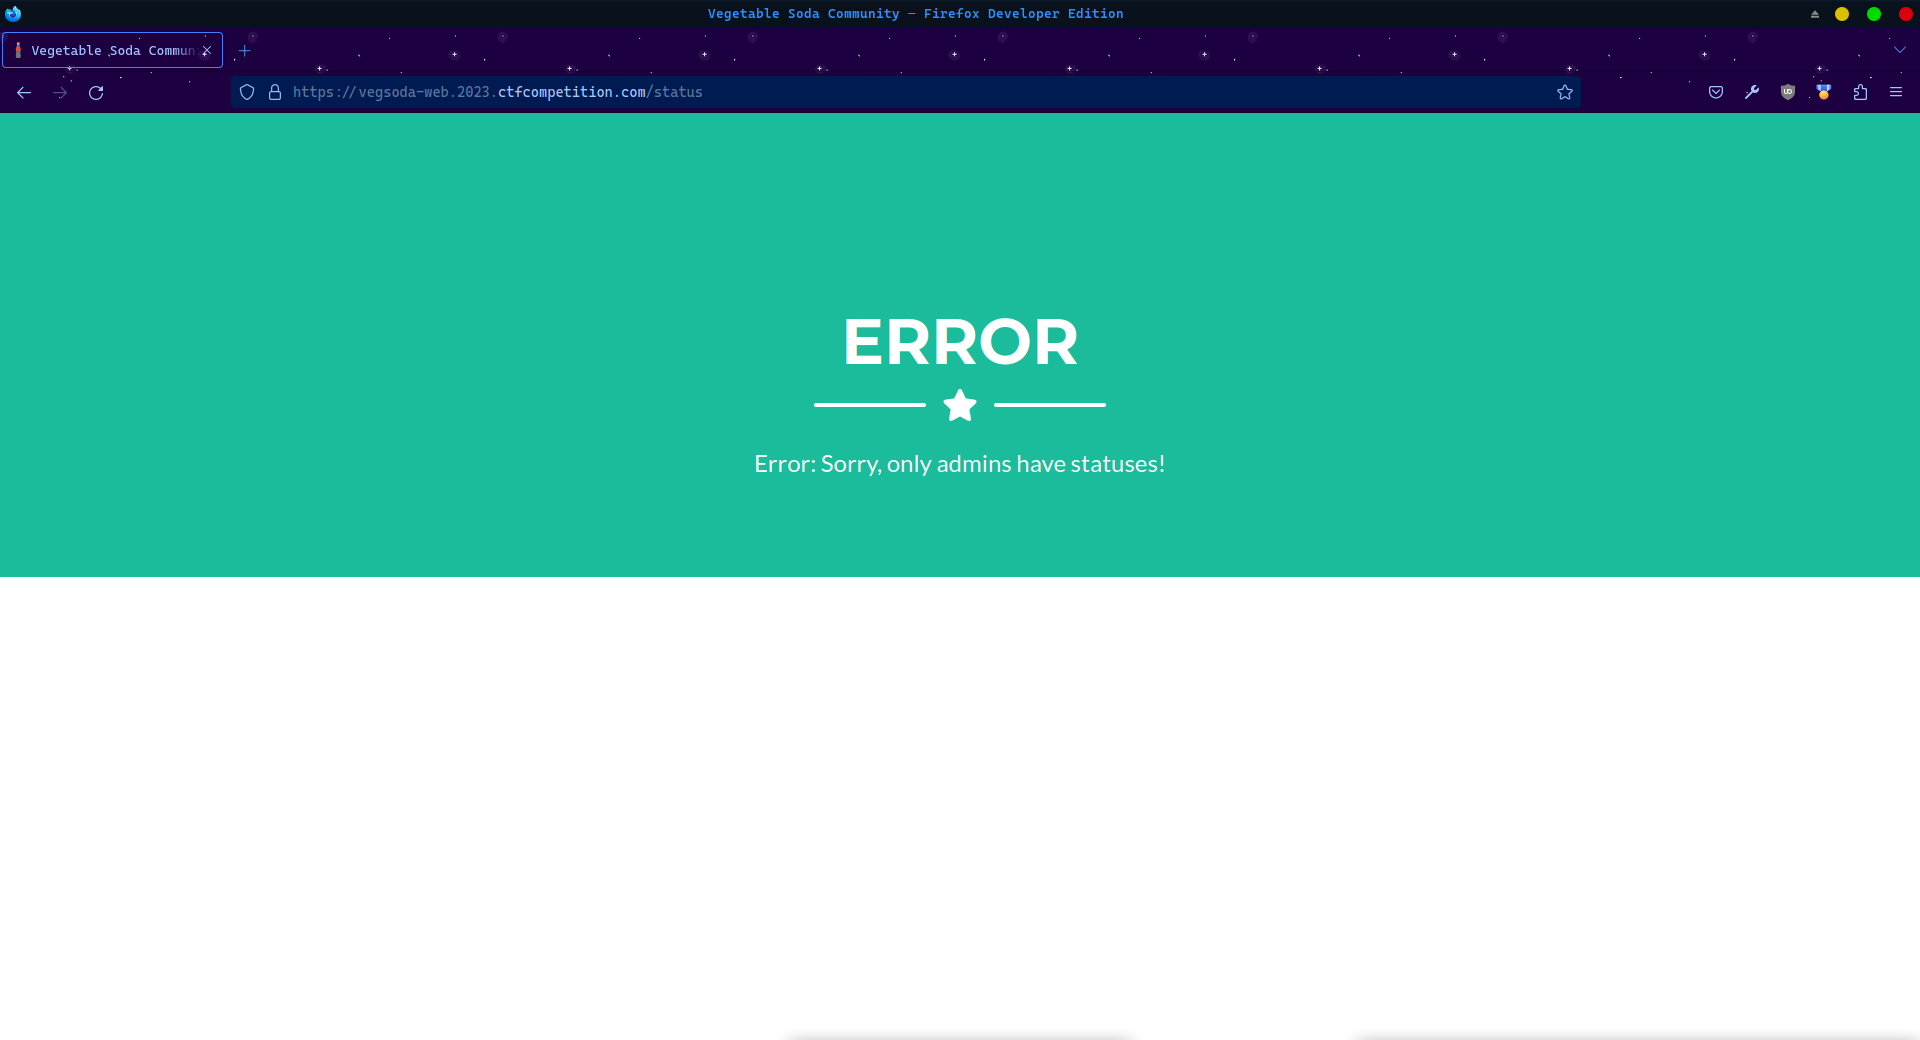 Vegetable Soda Community — Firefox Developer Edition
Vegetable Soda Commun
https://vegsoda-web.2023.ctfcompetition.com/status
ERROR
Error: Sorry, only admins have statuses!